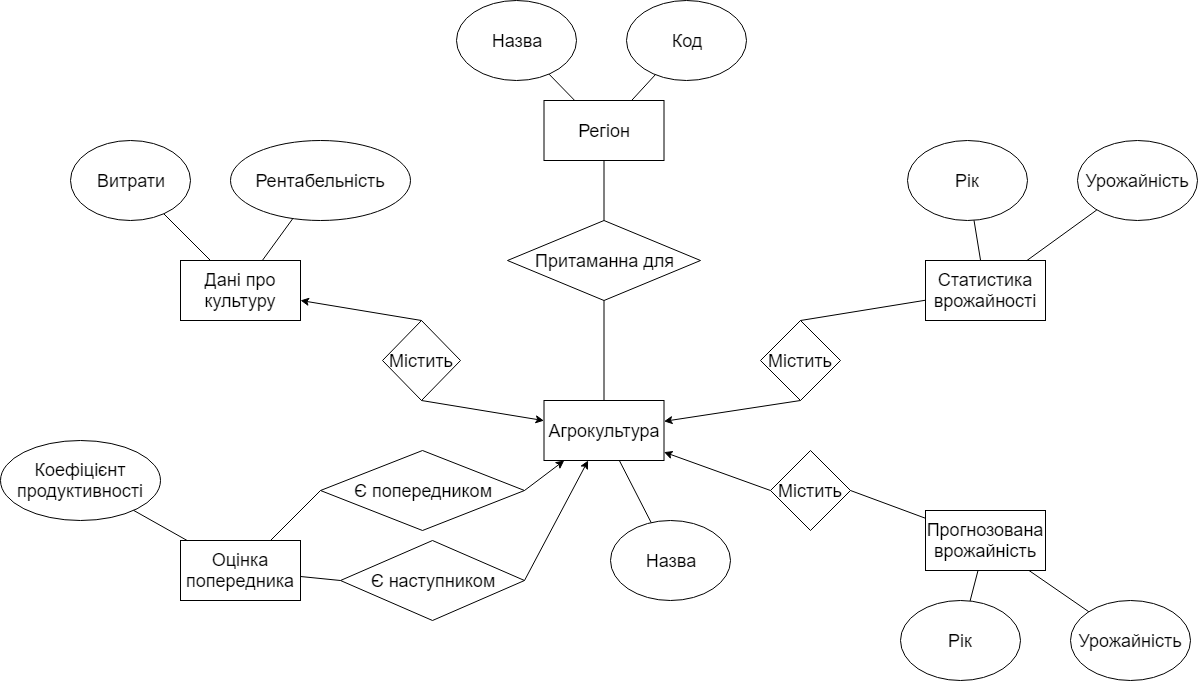 Назва
Код
Регіон
Витрати
Рентабельність
Рік
Урожайність
Притаманна для
Дані про
культуру
Статистика
врожайності
Містить
Містить
Агрокультура
Коефіцієнт
продуктивності
Є попередником
Містить
Оцінка
попередника
Є наступником
Назва
Прогнозована
врожайність
Рік
Урожайність